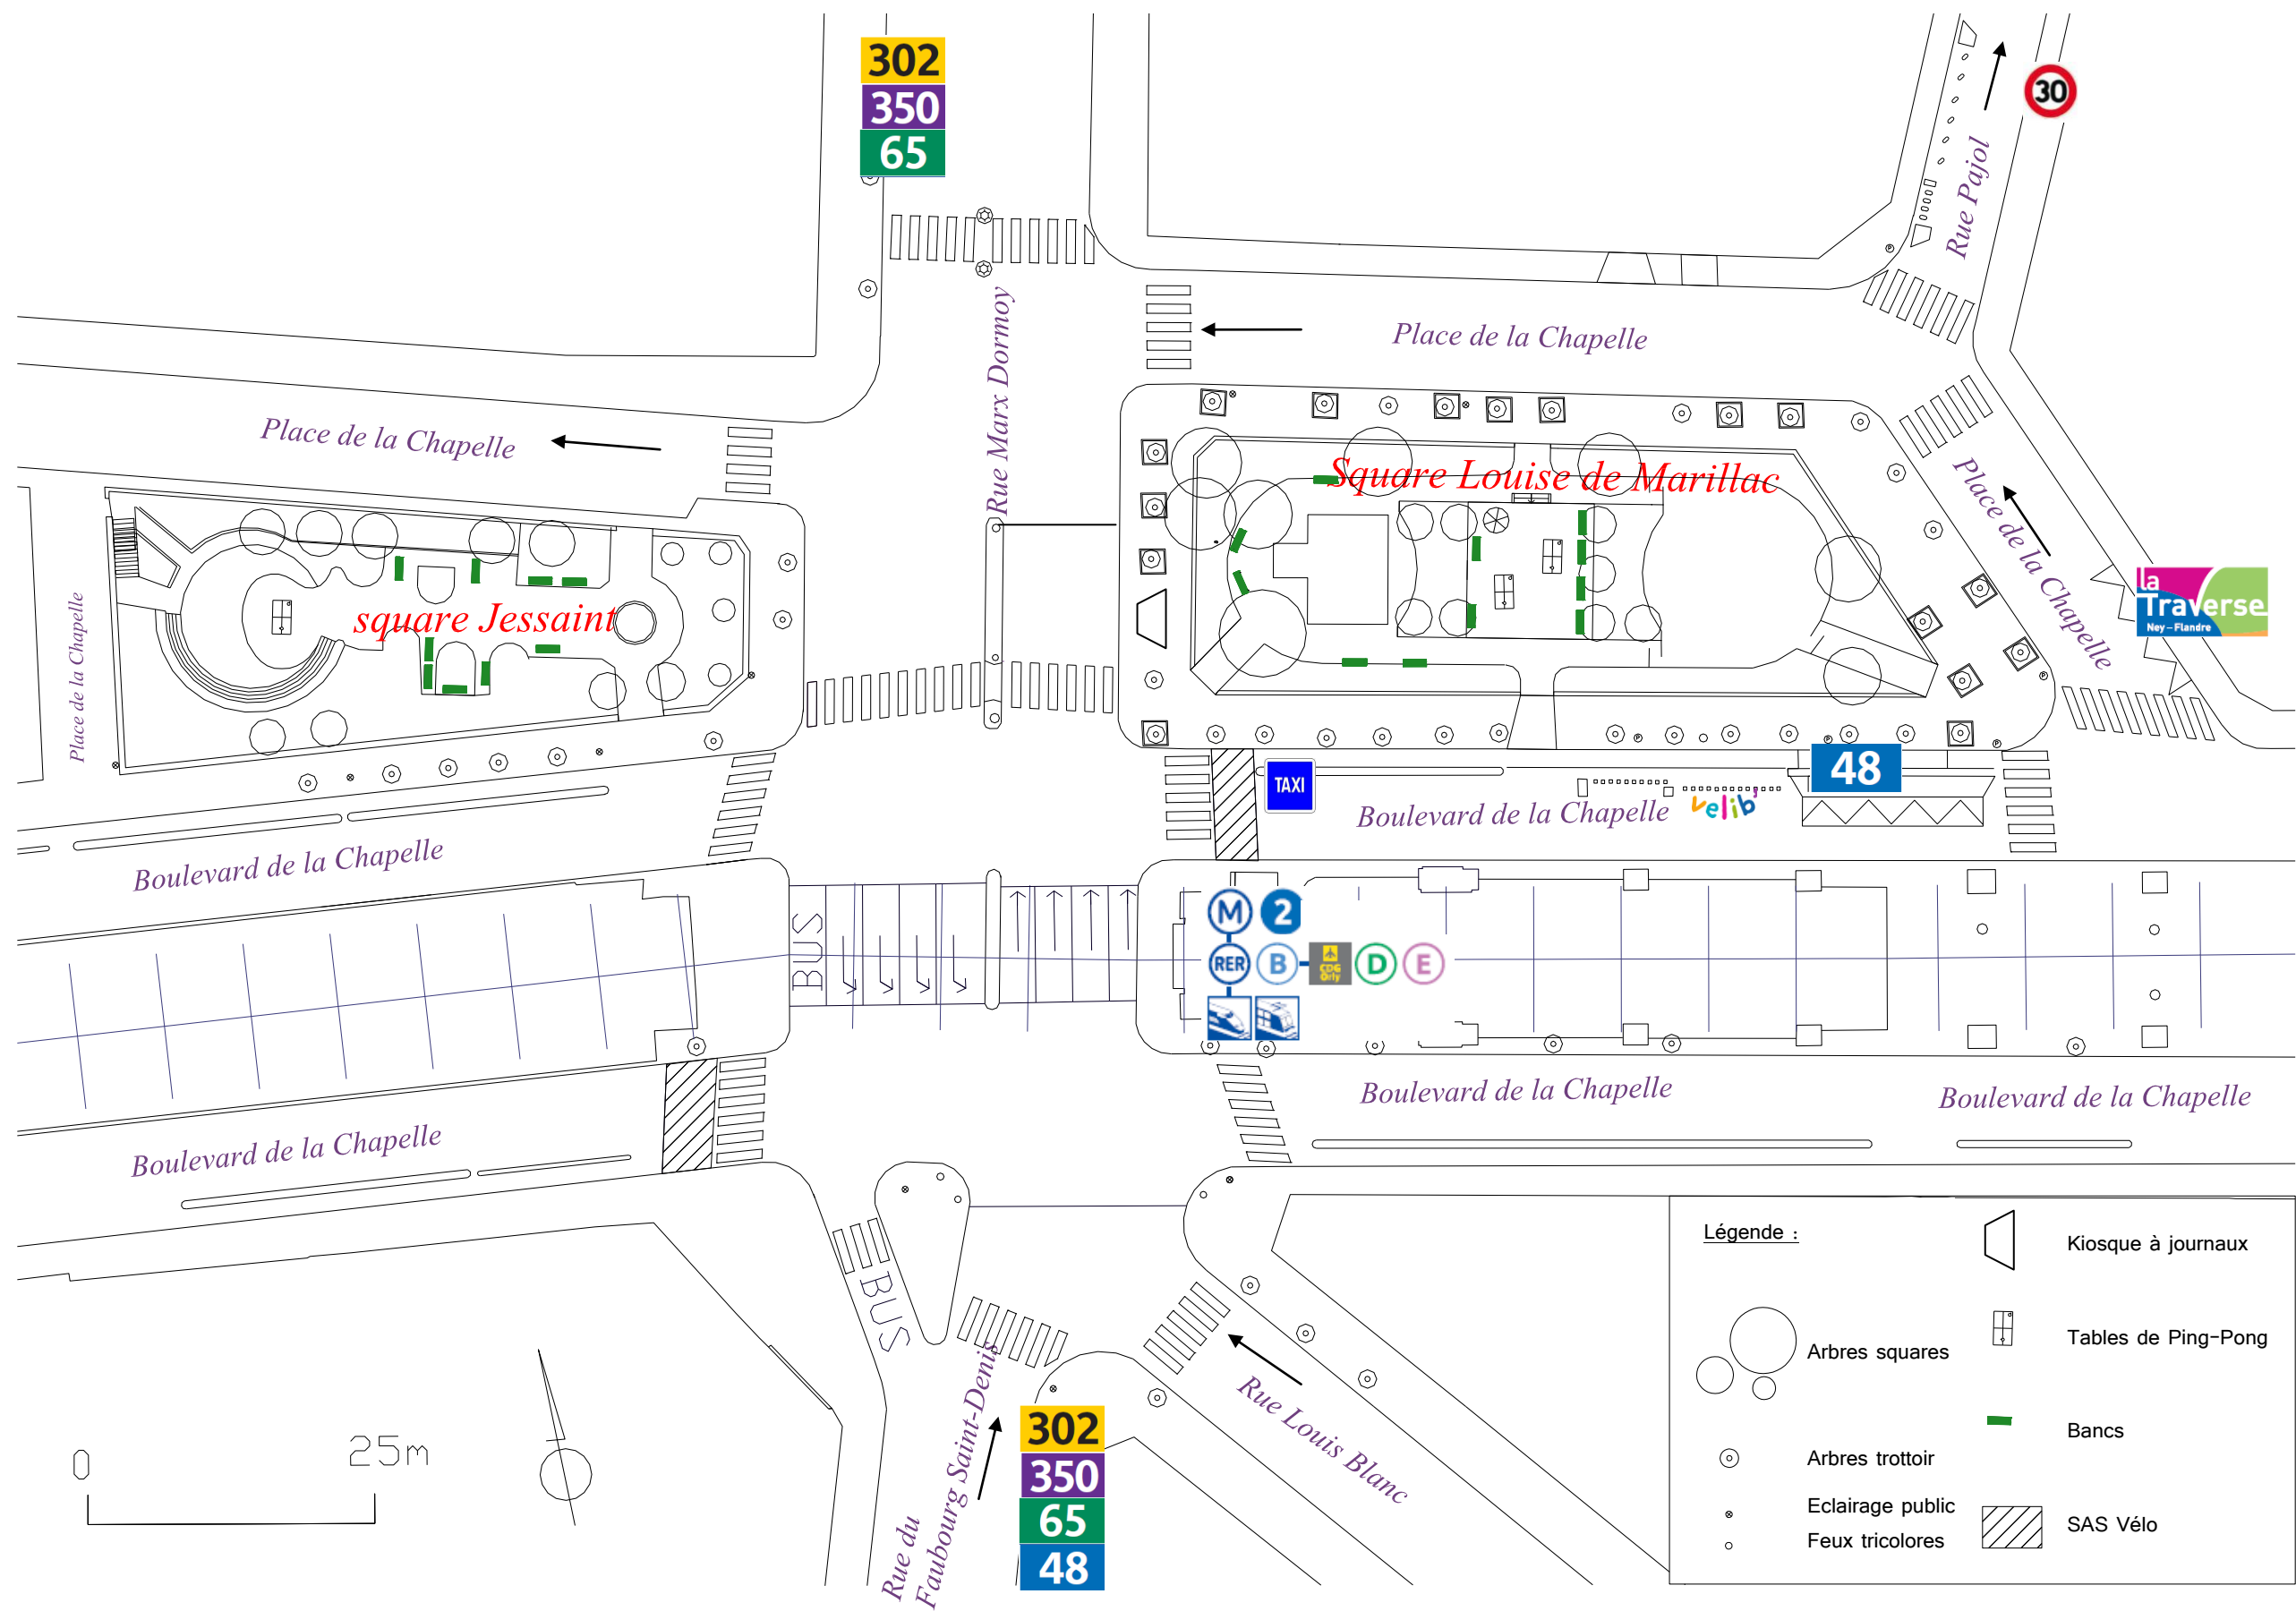 302
350
65
30
Rue Pajol
Rue Marx Dormoy
Place de la Chapelle
Place de la Chapelle
Square Louise de Marillac
Place de la Chapelle
la
Traverse
Ney – Flandre
square Jessaint
Place de la Chapelle
48
TAXI
Boulevard de la Chapelle
velib'
Boulevard de la Chapelle
BUS
M
2
RER
B
CDG
Orly
D
E
Boulevard de la Chapelle
Boulevard de la Chapelle
Boulevard de la Chapelle
BUS
Rue du
Faubourg Saint-Denis
302
350
65
48
Rue Louis Blanc
0
25m
Légende :
Kiosque à journaux
Tables de Ping-Pong
Arbres squares
Bancs
Arbres trottoir
Eclairage public
SAS Vélo
Feux tricolores